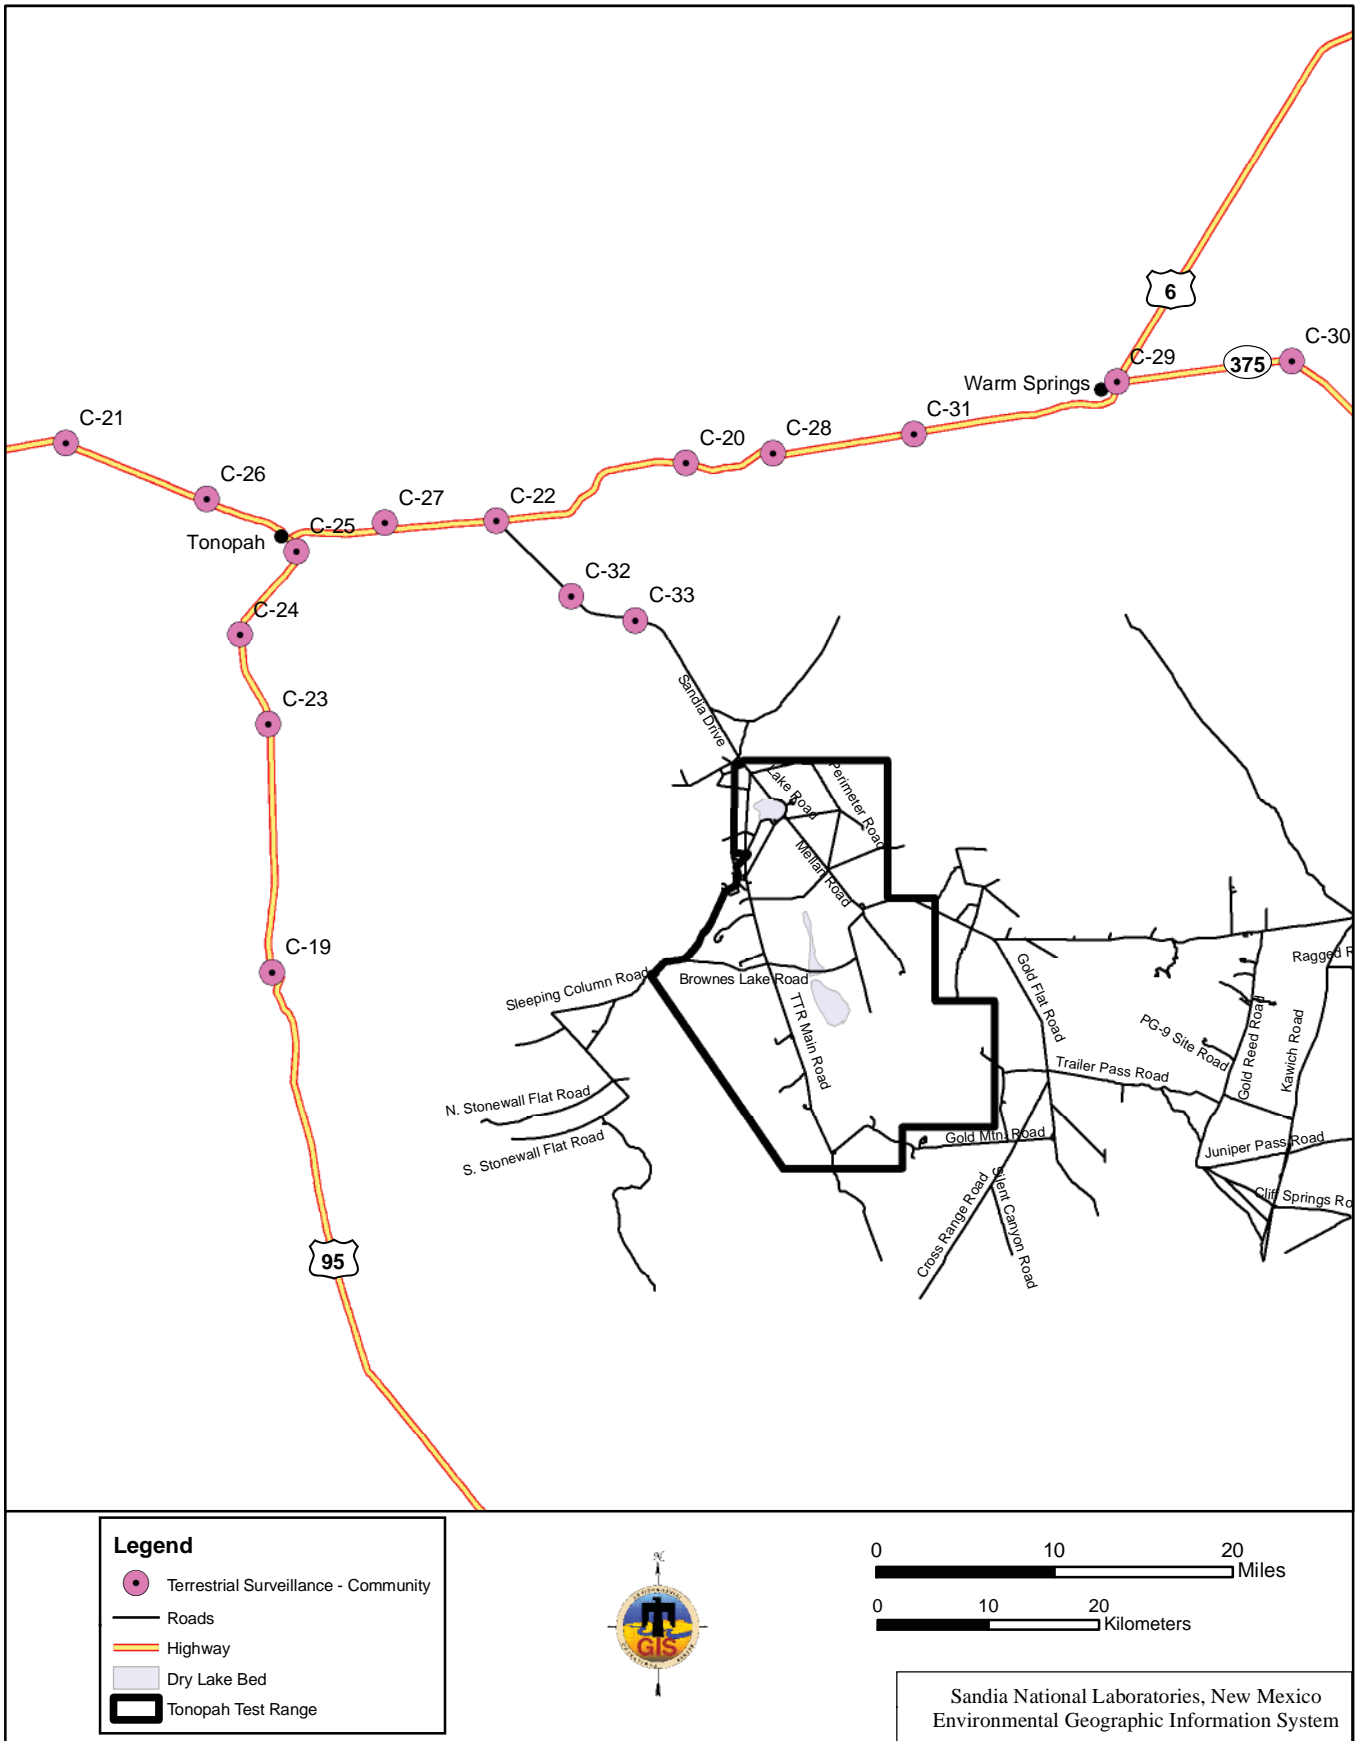 6
C-30
C-29
375
Warm Springs
C-21
C-31
C-28
C-20
C-26
C-27
C-22
C-25
Tonopah
C-32
C-33
C-24
Sandia Drive
C-23
Lake Road
Perimeter Road
Mellan Road
C-19
Sleeping Column Road
Brownes Lake Road
Gold Flat Road
Ragged R
TTR Main Road
PG-9 Site Road
Gold Reed Road
Kawich Road
Trailer Pass Road
N. Stonewall Flat Road
S. Stonewall Flat Road
Gold Mtn. Road
Juniper Pass Road
Cliff Springs Ro
Cross Range Road
Silent Canyon Road
95
Legend
Terrestrial Surveillance - Community
Roads
Highway
Dry Lake Bed
Tonopah Test Range
N
GIS
0 10 20
Miles
0 10 20
Kilometers
Sandia National Laboratories, New Mexico
Environmental Geographic Information System